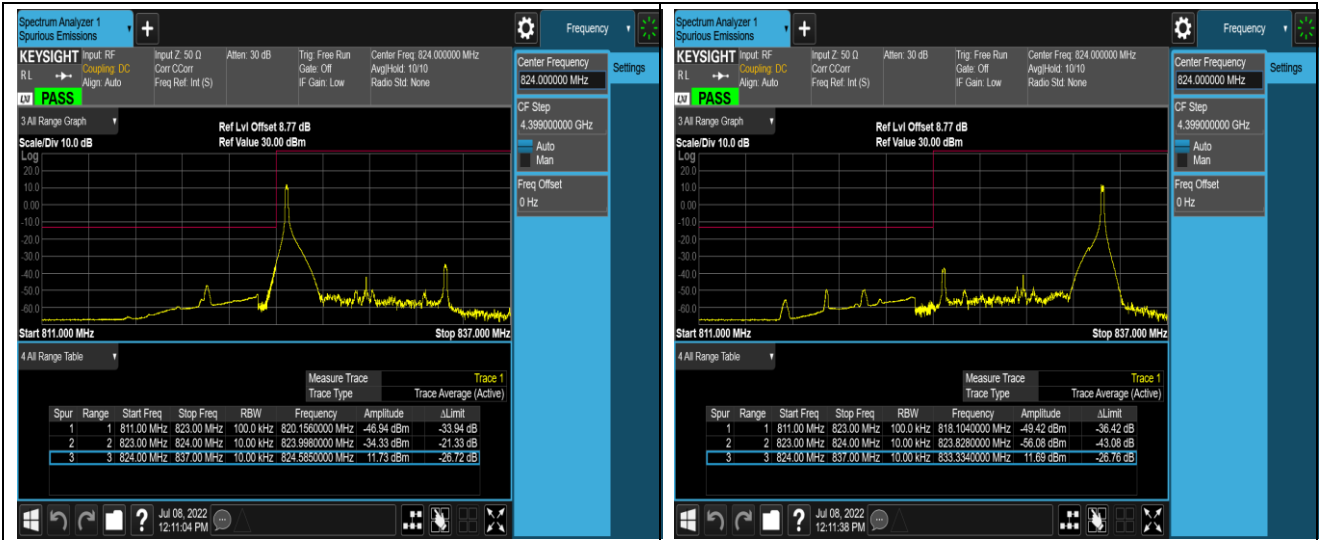 Spectrum Analyzer 1
Spurious Emissions
+
Frequency
KEYSIGHT Input: RF Input Z: 50 Ω Atten: 30 dB Trig: Free Run Center Freq: 824.000000 MHz
R L Coupling: DC Corr CCorr Gate: Off Avg|Hold: 10/10
Align: Auto Freq Ref: Int (S) IF Gain: Low Radio Std: None
LXI PASS
Center Frequency
824.000000 MHz
Settings
CF Step
4.399000000 GHz
Auto
Man
Freq Offset
0 Hz
3 All Range Graph
Ref Lvl Offset 8.77 dB
Scale/Div 10.0 dB Ref Value 30.00 dBm
Log
20.0
10.0
0.00
-10.0
-20.0
-30.0
-40.0
-50.0
-60.0
Start 811.000 MHz Stop 837.000 MHz
4 All Range Table
Measure Trace Trace 1
Trace Type Trace Average (Active)
Spur Range Start Freq Stop Freq RBW Frequency Amplitude ΔLimit
1 1 811.00 MHz 823.00 MHz 100.0 kHz 820.1560000 MHz -46.94 dBm -33.94 dB
2 2 823.00 MHz 824.00 MHz 10.00 kHz 823.9980000 MHz -34.33 dBm -21.33 dB
3 3 824.00 MHz 837.00 MHz 10.00 kHz 824.5850000 MHz 11.73 dBm -26.72 dB
?
Jul 08, 2022
12:11:04 PM
Spectrum Analyzer 1
Spurious Emissions
+
Frequency
KEYSIGHT Input: RF Input Z: 50 Ω Atten: 30 dB Trig: Free Run Center Freq: 824.000000 MHz
R L Coupling: DC Corr CCorr Gate: Off Avg|Hold: 10/10
Align: Auto Freq Ref: Int (S) IF Gain: Low Radio Std: None
LXI PASS
Center Frequency
824.000000 MHz
Settings
CF Step
4.399000000 GHz
Auto
Man
Freq Offset
0 Hz
3 All Range Graph
Ref Lvl Offset 8.77 dB
Scale/Div 10.0 dB Ref Value 30.00 dBm
Log
20.0
10.0
0.00
-10.0
-20.0
-30.0
-40.0
-50.0
-60.0
Start 811.000 MHz Stop 837.000 MHz
4 All Range Table
Measure Trace Trace 1
Trace Type Trace Average (Active)
Spur Range Start Freq Stop Freq RBW Frequency Amplitude ΔLimit
1 1 811.00 MHz 823.00 MHz 100.0 kHz 818.1040000 MHz -49.42 dBm -36.42 dB
2 2 823.00 MHz 824.00 MHz 10.00 kHz 823.8280000 MHz -56.08 dBm -43.08 dB
3 3 824.00 MHz 837.00 MHz 10.00 kHz 833.3340000 MHz 11.69 dBm -26.76 dB
?
Jul 08, 2022
12:11:38 PM